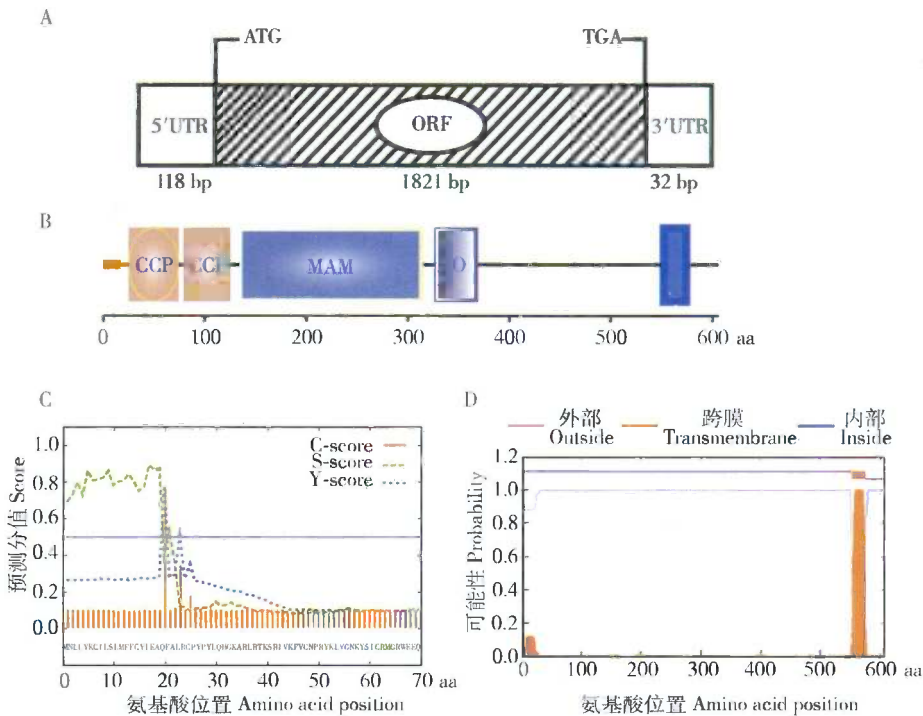 A
ATG
TGA
5′UTR
ORF
3′UTR
118 bp
1821 bp
32 bp
B
CCP
MAM
0 100 200 300 400 500 600 aa
C
1.0
0.8
0.6
0.4
0.2
0.0
C-score
S-score
Y-score
预测分值 Score
0 10 20 30 40 50 60 70 aa
氨基酸位置 Amino acid position
D
外部 跨膜 内部
Outside Transmembrane Inside
1.2
1.0
0.8
0.6
0.4
0.2
0.0
可能性 Probability
0 100 200 300 400 500 600 aa
氨基酸位置 Amino acid position